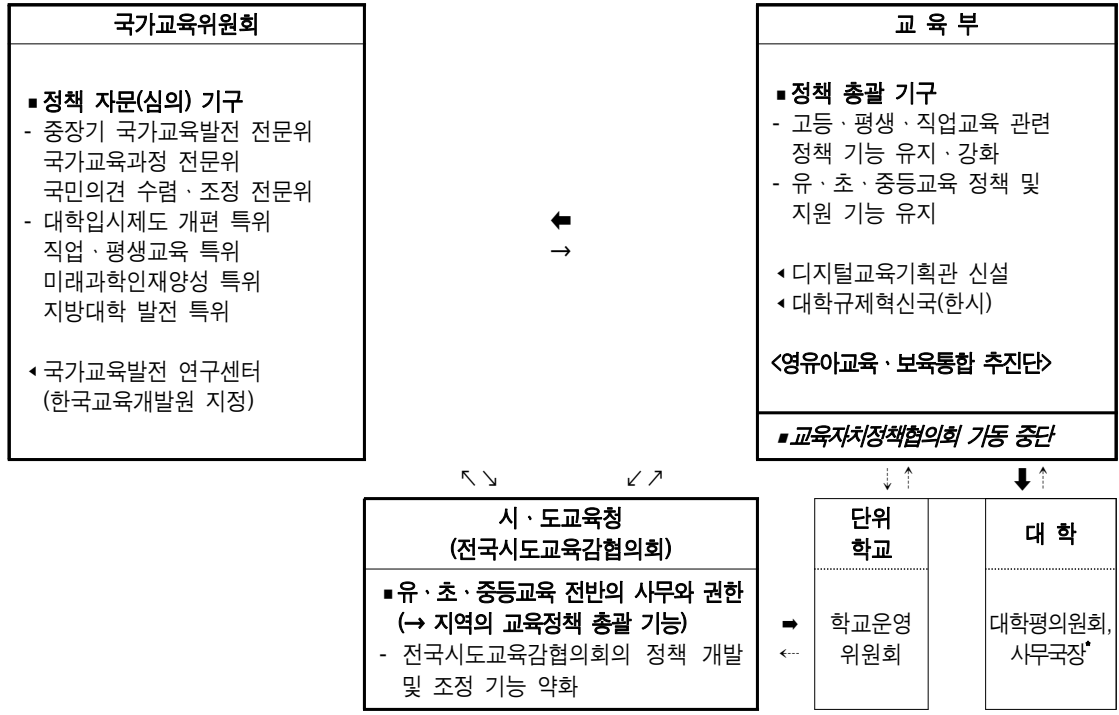 국가교육위원회
■ 정책 자문(심의) 기구
- 중장기 국가교육발전 전문위
국가교육과정 전문위
국민의견 수렴ㆍ조정 전문위
- 대학입시제도 개편 특위
직업ㆍ평생교육 특위
미래과학인재양성 특위
지방대학 발전 특위
◂ 국가교육발전 연구센터
(한국교육개발원 지정)
⬅
→
교 육 부
■ 정책 총괄 기구
- 고등ㆍ평생ㆍ직업교육 관련
정책 기능 유지ㆍ강화
- 유ㆍ초ㆍ중등교육 정책 및
지원 기능 유지
◂ 디지털교육기획관 신설
◂ 대학규제혁신국(한시)
<영유아교육ㆍ보육통합 추진단>
■ 교육자치정책협의회 가동 중단
↖↘ ↙↗ ⇣⇡ ⬇⇡
시ㆍ도교육청
(전국시도교육감협의회)
■ 유ㆍ초ㆍ중등교육 전반의 사무와 권한
(→ 지역의 교육정책 총괄 기능)
- 전국시도교육감협의회의 정책 개발
및 조정 기능 약화
➡
⇠
단위
학교
학교운영
위원회
대 학
대학평의원회,
사무국장*